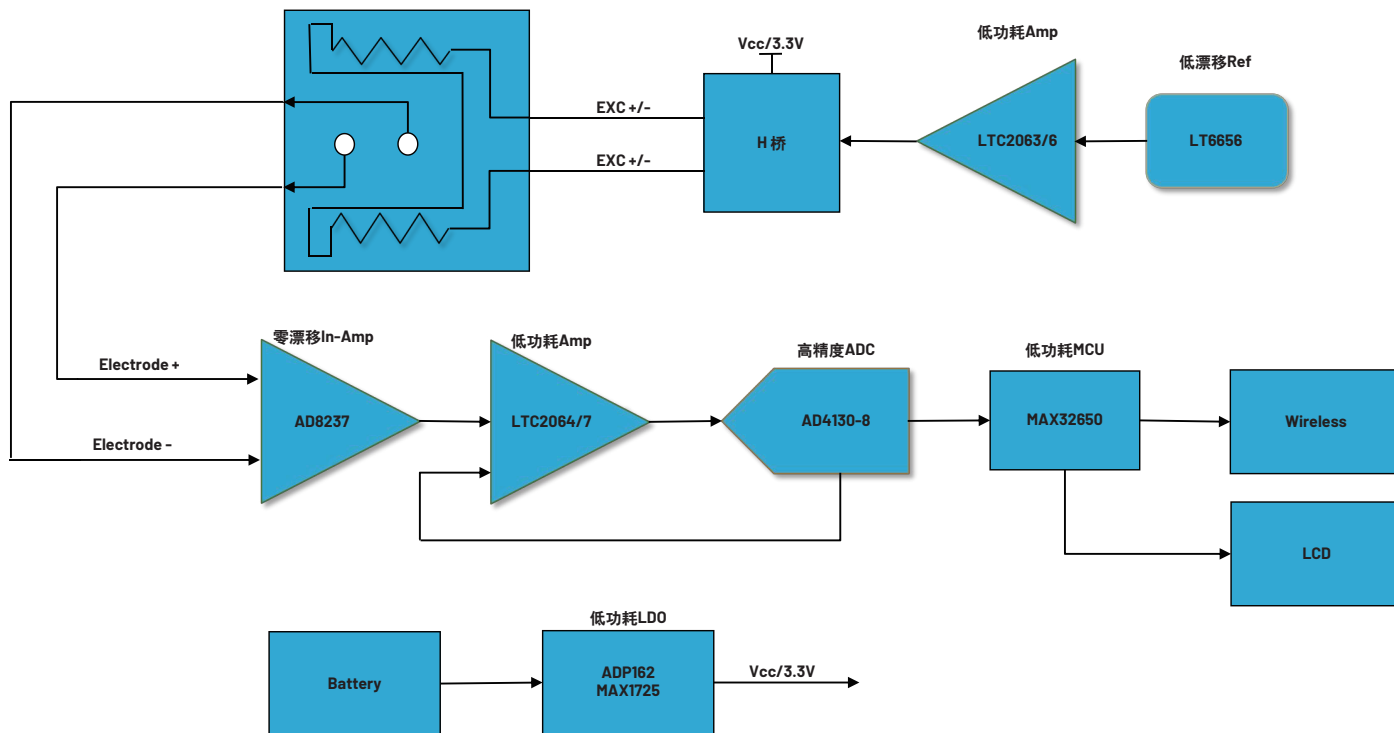 低功耗Amp
Vcc/3.3V
低漂移Ref
EXC +/-
H 桥
LTC2063/6
LT6656
EXC +/-
零漂移In-Amp
低功耗Amp
高精度ADC
低功耗MCU
Electrode +
AD8237
LTC2064/7
AD4130-8
MAX32650
Wireless
Electrode -
LCD
低功耗LDO
Battery
ADP162
MAX1725
Vcc/3.3V